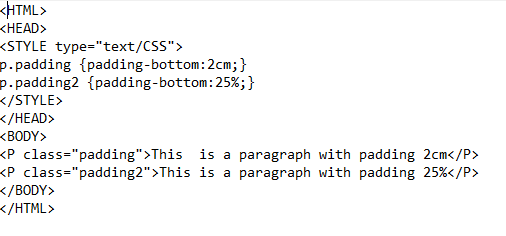 <HTML>
<HEAD>
<STYLE type="text/CSS">
p.padding {padding-bottom:2cm;}
p.padding2 {padding-bottom:25%;}
</STYLE>
</HEAD>
<BODY>
<P class="padding">This  is a paragraph with padding 2cm</P>
<P class="padding2">This is a paragraph with padding 25%</P>
</BODY>
</HTML>